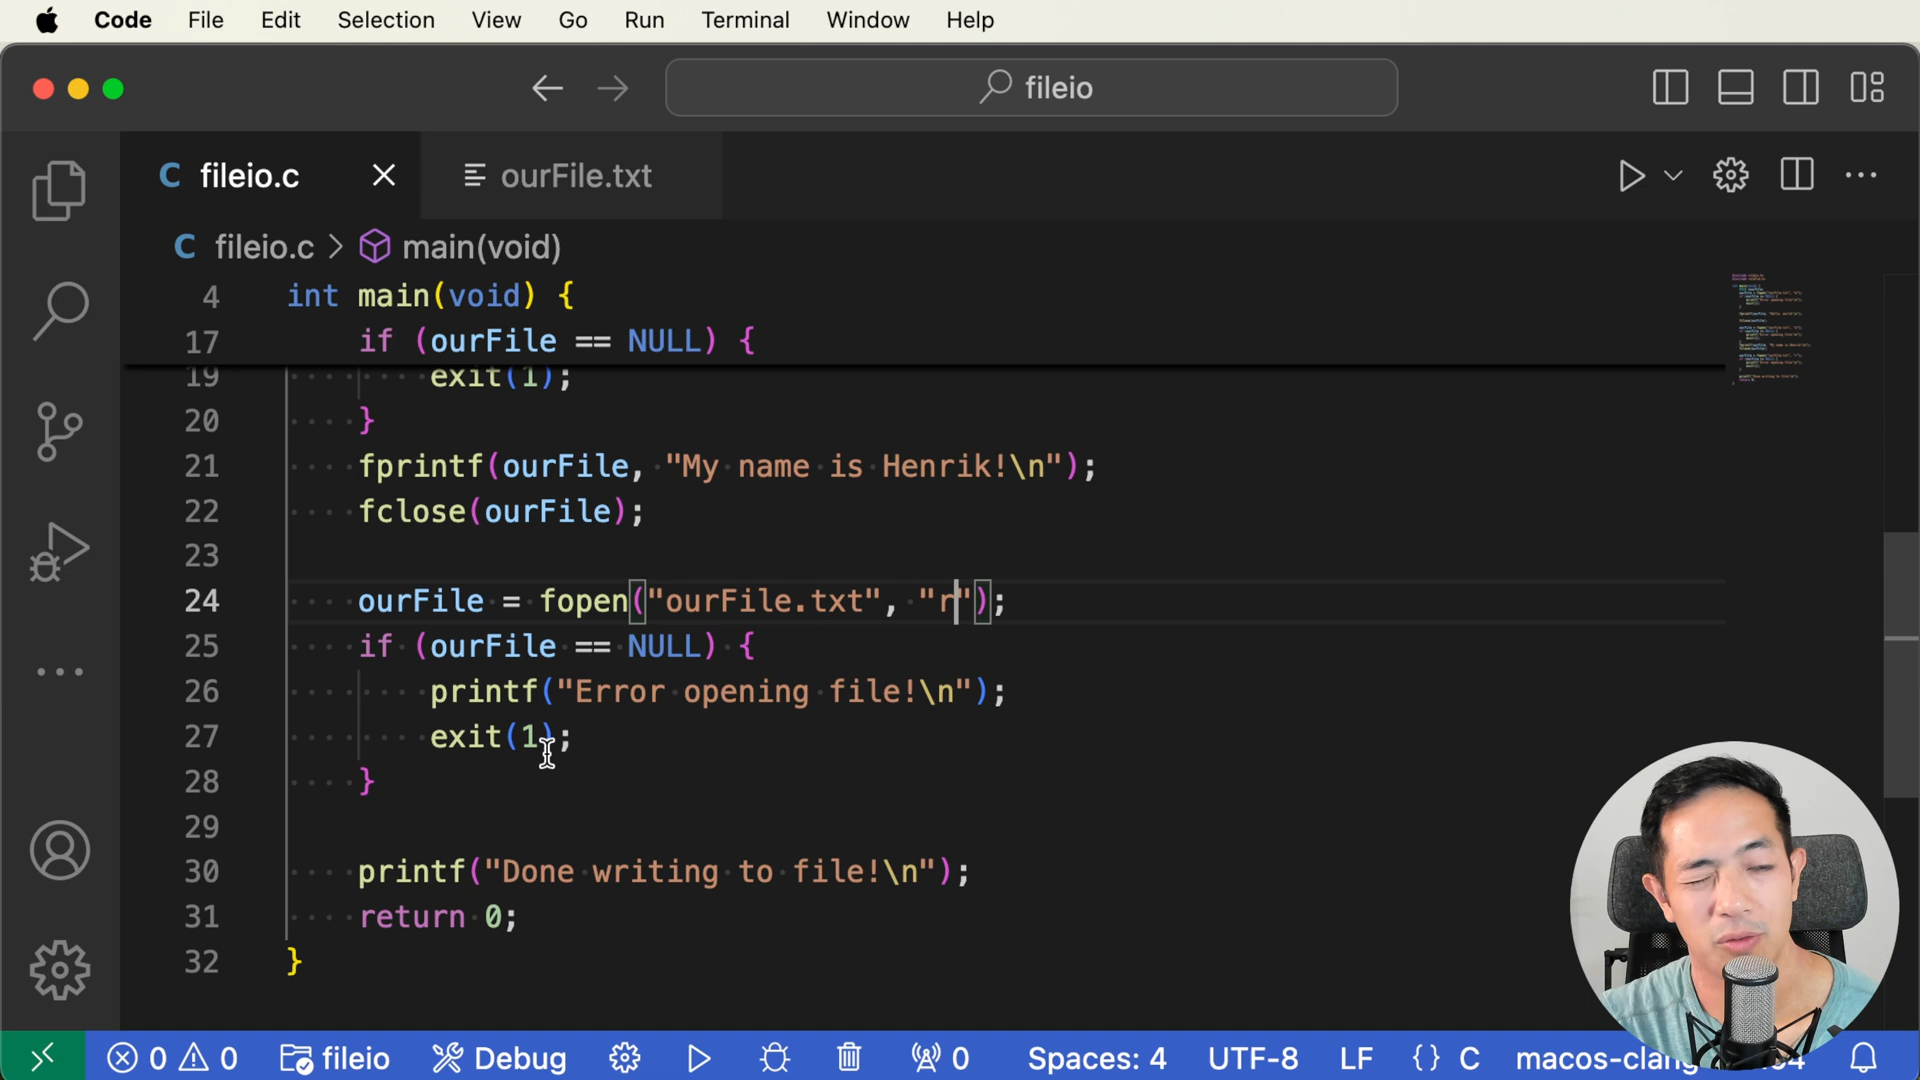 Code File Edit Selection View Go Run Terminal Window Help
fileio
C fileio.c ourFile.txt
C fileio.c > main(void)
4 int main(void) {
17 if (ourFile == NULL) {
19 exit(1);
20 }
21 fprintf(ourFile, "My name is Henrik!\n");
22 fclose(ourFile);
23
24 ourFile = fopen("ourFile.txt", "r");
25 if (ourFile == NULL) {
26 printf("Error opening file!\n");
27 exit(1);
28 }
29
30 printf("Done writing to file!\n");
31 return 0;
32 }
0 0 fileio Debug 0 Spaces: 4 UTF-8 LF {} C